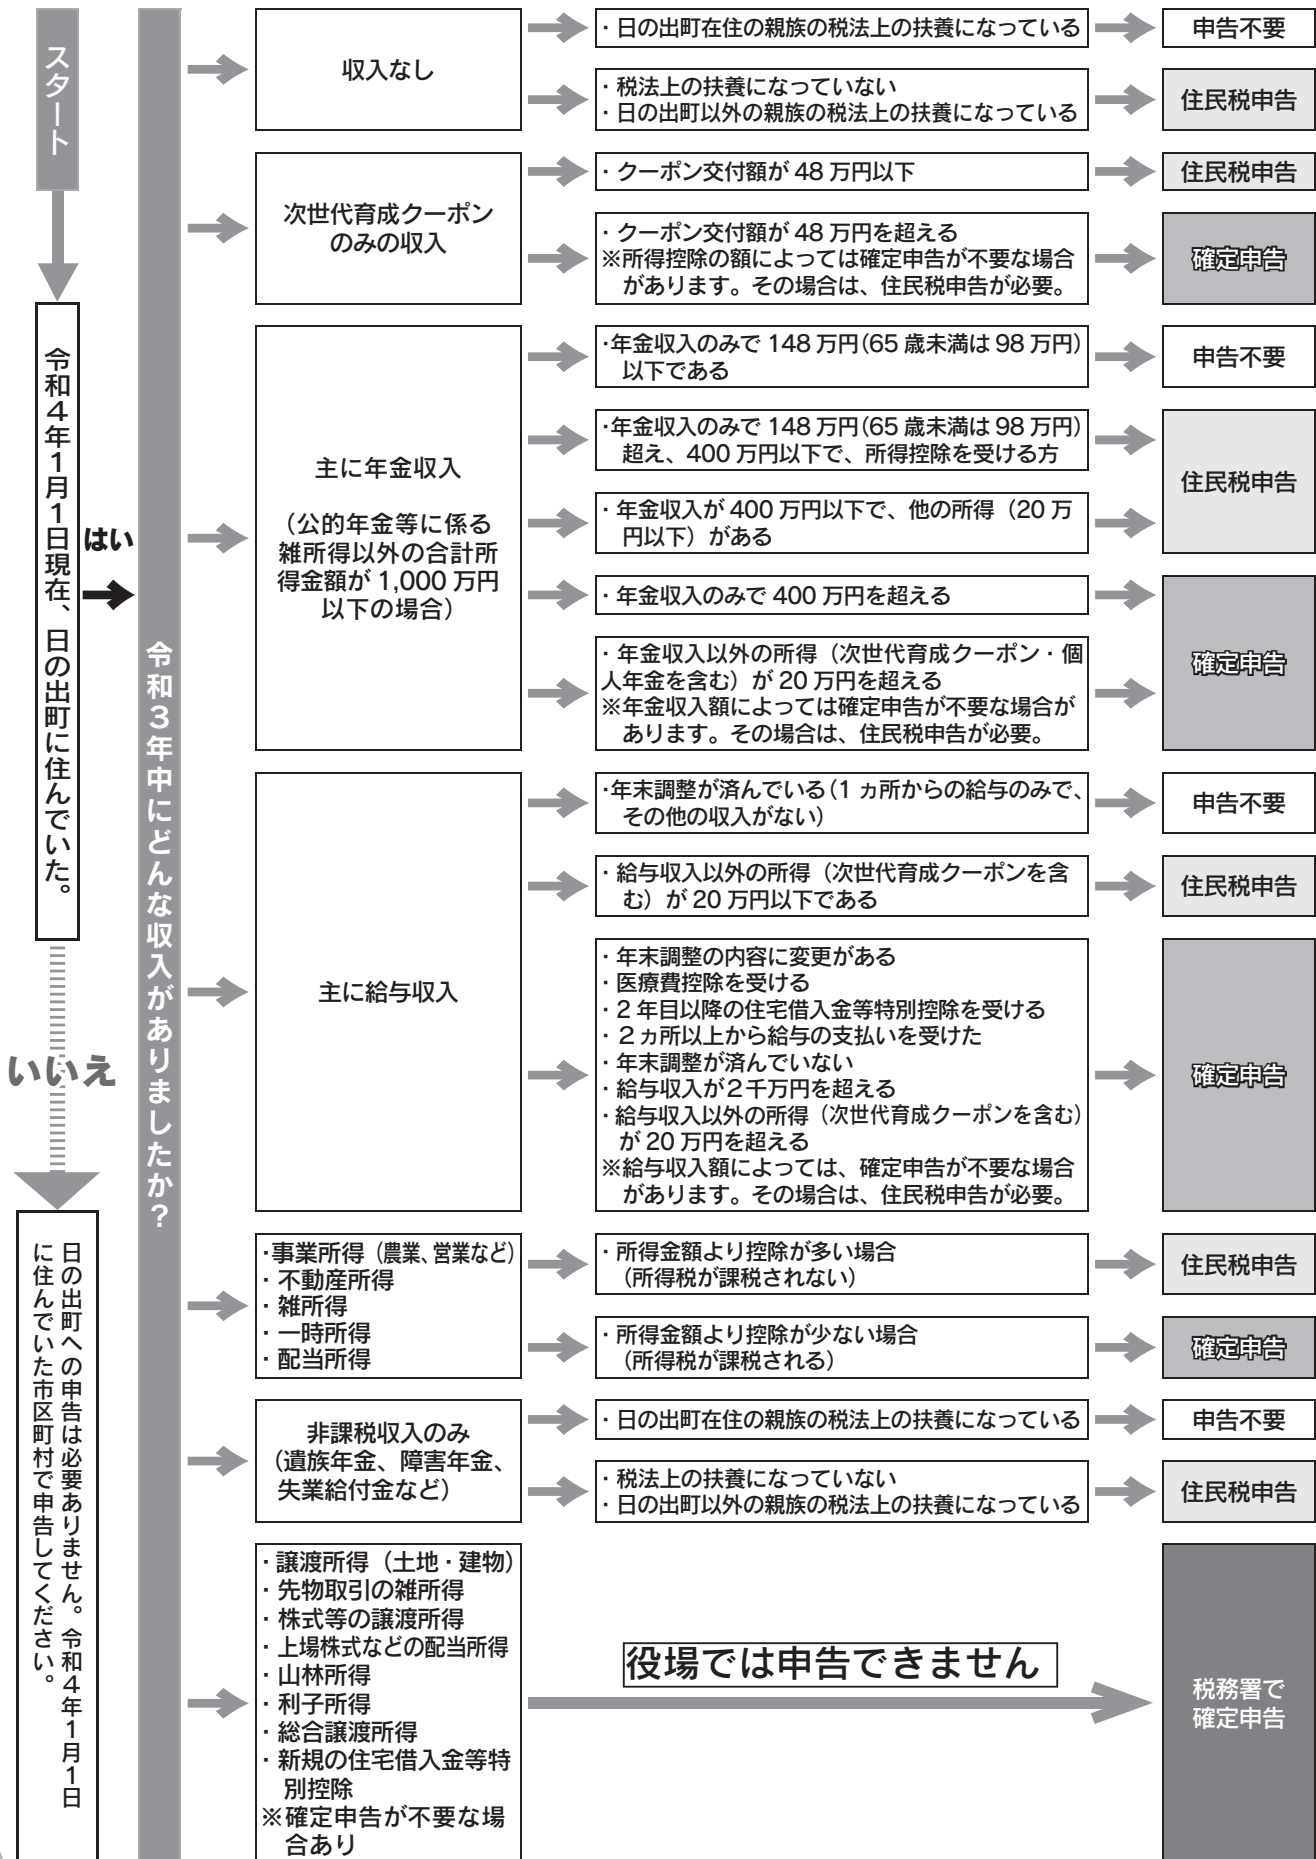 スタート
令和４年１月１日現在、日の出町に住んでいた。
はい
いいえ
日の出町への申告は必要ありません。令和４年１月１日
に住んでいた市区町村で申告してください。
令和３年中にどんな収入がありましたか？
収入なし
・日の出町在住の親族の税法上の扶養になっている
申告不要
・税法上の扶養になっていない
・日の出町以外の親族の税法上の扶養になっている
住民税申告
次世代育成クーポン
のみの収入
・クーポン交付額が 48 万円以下
住民税申告
・クーポン交付額が 48 万円を超える
※所得控除の額によっては確定申告が不要な場合
があります。その場合は、住民税申告が必要。
確定申告
主に年金収入
（公的年金等に係る
雑所得以外の合計所
得金額が 1,000 万円
以下の場合）
・年金収入のみで 148 万円（65 歳未満は 98 万円）
以下である
申告不要
・年金収入のみで 148 万円（65 歳未満は 98 万円）
超え、400 万円以下で、所得控除を受ける方
・年金収入が 400 万円以下で、他の所得（20 万
円以下）がある
住民税申告
・年金収入のみで 400 万円を超える
・年金収入以外の所得（次世代育成クーポン・個
人年金を含む）が 20 万円を超える
※年金収入額によっては確定申告が不要な場合が
あります。その場合は、住民税申告が必要。
確定申告
主に給与収入
・年末調整が済んでいる（1 ヵ所からの給与のみで、
その他の収入がない）
申告不要
・給与収入以外の所得（次世代育成クーポンを含
む）が 20 万円以下である
住民税申告
・年末調整の内容に変更がある
・医療費控除を受ける
・2 年目以降の住宅借入金等特別控除を受ける
・２ヵ所以上から給与の支払いを受けた
・年末調整が済んでいない
・給与収入が２千万円を超える
・給与収入以外の所得（次世代育成クーポンを含む）
が 20 万円を超える
※給与収入額によっては、確定申告が不要な場合
があります。その場合は、住民税申告が必要。
確定申告
・事業所得（農業、営業など）
・不動産所得
・雑所得
・一時所得
・配当所得
・所得金額より控除が多い場合
（所得税が課税されない）
住民税申告
・所得金額より控除が少ない場合
（所得税が課税される）
確定申告
非課税収入のみ
（遺族年金、障害年金、
失業給付金など）
・日の出町在住の親族の税法上の扶養になっている
申告不要
・税法上の扶養になっていない
・日の出町以外の親族の税法上の扶養になっている
住民税申告
・譲渡所得（土地・建物）
・先物取引の雑所得
・株式等の譲渡所得
・上場株式などの配当所得
・山林所得
・利子所得
・総合譲渡所得
・新規の住宅借入金等特
別控除
※確定申告が不要な場
合あり
役場では申告できません
税務署で
確定申告